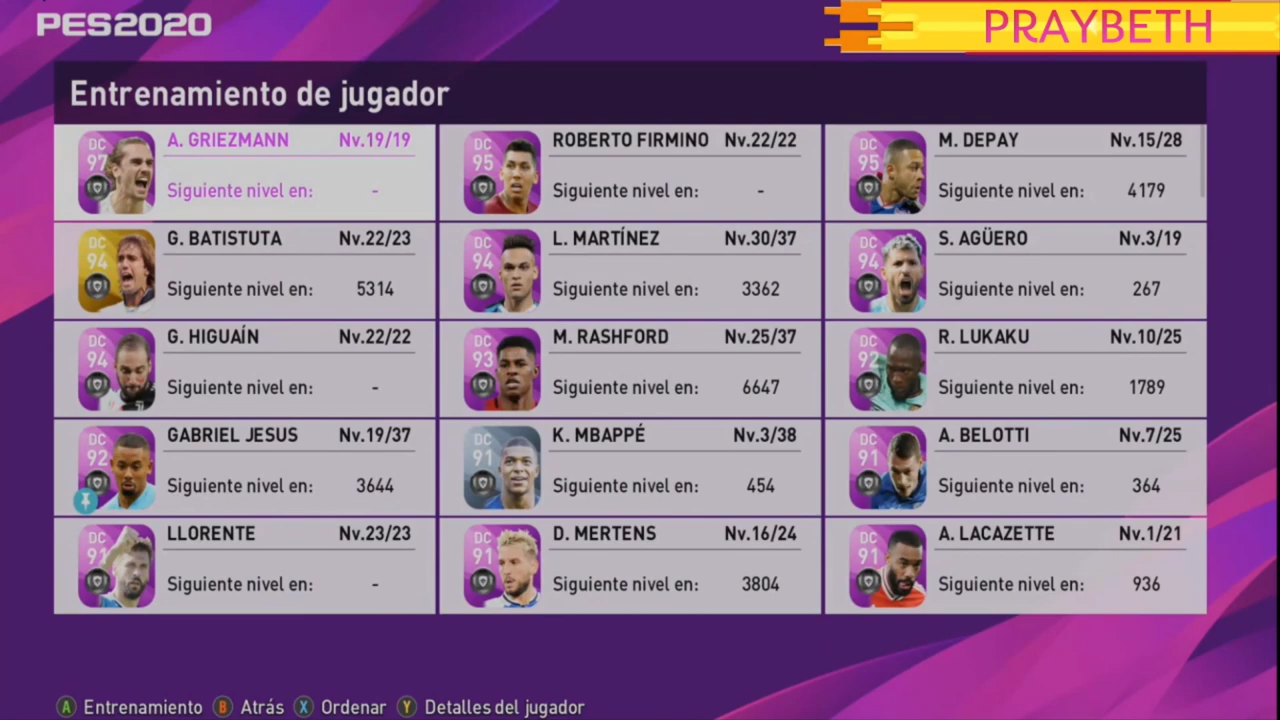 PES2020
PRAYBETH
Entrenamiento de jugador
DC 97 A. GRIEZMANN Nv.19/19
Siguiente nivel en: -
DC 95 ROBERTO FIRMINO Nv.22/22
Siguiente nivel en: -
DC 95 M. DEPAY Nv.15/28
Siguiente nivel en: 4179
DC 94 G. BATISTUTA Nv.22/23
Siguiente nivel en: 5314
DC 94 L. MARTÍNEZ Nv.30/37
Siguiente nivel en: 3362
DC 94 S. AGÜERO Nv.3/19
Siguiente nivel en: 267
DC 94 G. HIGUAÍN Nv.22/22
Siguiente nivel en: -
DC 93 M. RASHFORD Nv.25/37
Siguiente nivel en: 6647
DC 92 R. LUKAKU Nv.10/25
Siguiente nivel en: 1789
DC 92 GABRIEL JESUS Nv.19/37
Siguiente nivel en: 3644
DC 91 K. MBAPPÉ Nv.3/38
Siguiente nivel en: 454
DC 91 A. BELOTTI Nv.7/25
Siguiente nivel en: 364
DC 91 LLORENTE Nv.23/23
Siguiente nivel en: -
DC 91 D. MERTENS Nv.16/24
Siguiente nivel en: 3804
DC 91 A. LACAZETTE Nv.1/21
Siguiente nivel en: 936
A Entrenamiento B Atrás X Ordenar Y Detalles del jugador